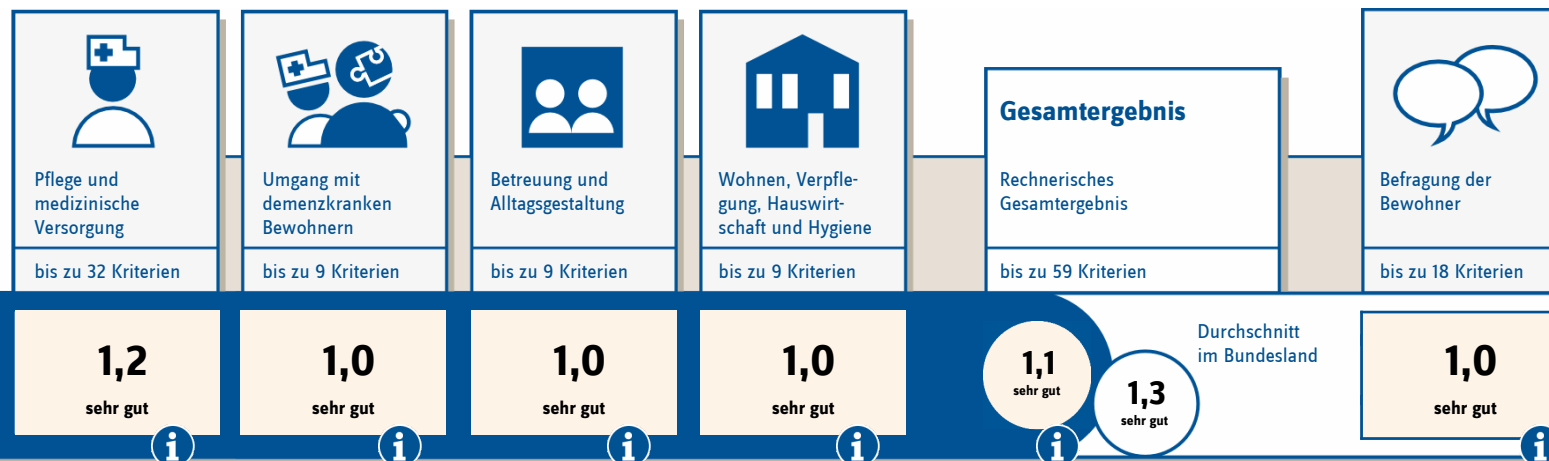 Pflege und
medizinische
Versorgung
bis zu 32 Kriterien
1,2
sehr gut
i
Umgang mit
demenzkranken
Bewohnern
bis zu 9 Kriterien
1,0
sehr gut
i
Betreuung und
Alltagsgestaltung
bis zu 9 Kriterien
1,0
sehr gut
i
Wohnen, Verpfle-
gung, Hauswirt-
schaft und Hygiene
bis zu 9 Kriterien
1,0
sehr gut
i
Gesamtergebnis
Rechnerisches
Gesamtergebnis
bis zu 59 Kriterien
1,1
sehr gut
i
1,3
sehr gut
Durchschnitt
im Bundesland
Befragung der
Bewohner
bis zu 18 Kriterien
1,0
sehr gut
i